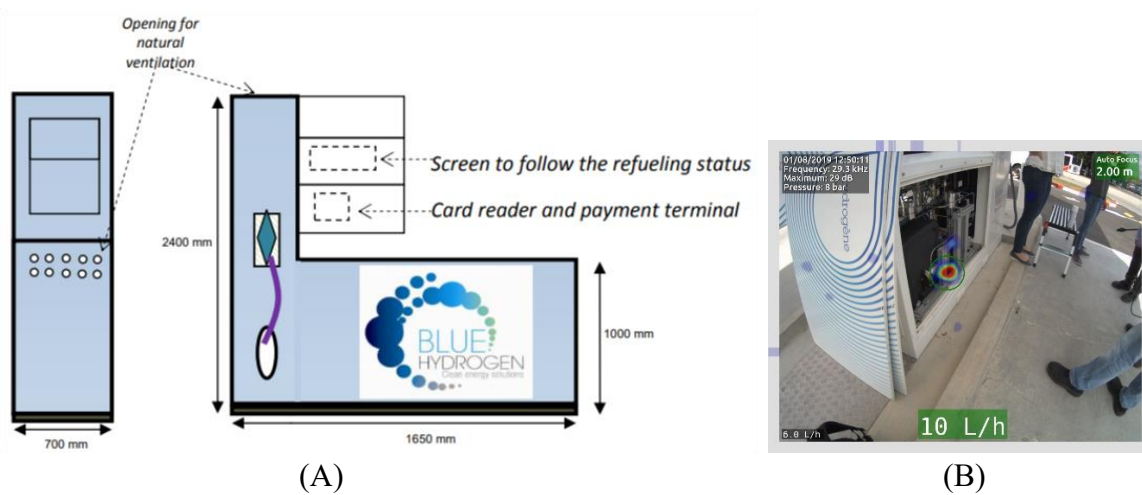 Opening for
natural
ventilation
Screen to follow the refueling status
Card reader and payment terminal
2400 mm
1000 mm
BLUE
HYDROGEN
Clean energy solutions
700 mm
1650 mm
(A)
01/08/2019 12:50:11
Frequency: 29.3 kHz
Maximum: 29 dB
Pressure: 8 bar
Auto Focus
2.00 m
drogène
6.0 L/h
10 L/h
(B)